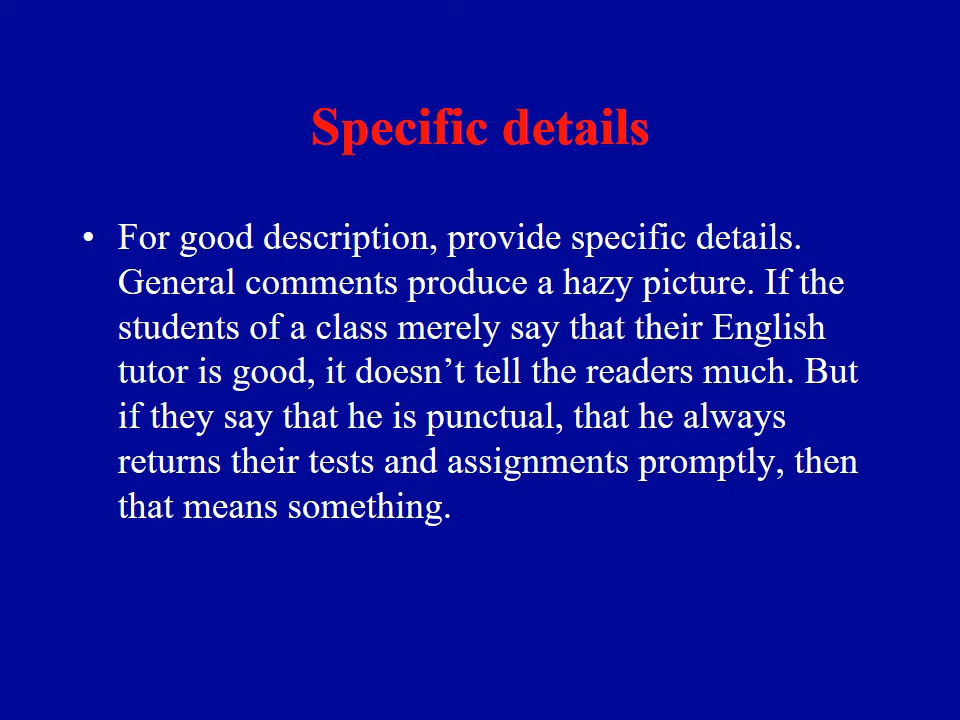 Specific details
• For good description, provide specific details.
General comments produce a hazy picture. If the
students of a class merely say that their English
tutor is good, it doesn’t tell the readers much. But
if they say that he is punctual, that he always
returns their tests and assignments promptly, then
that means something.